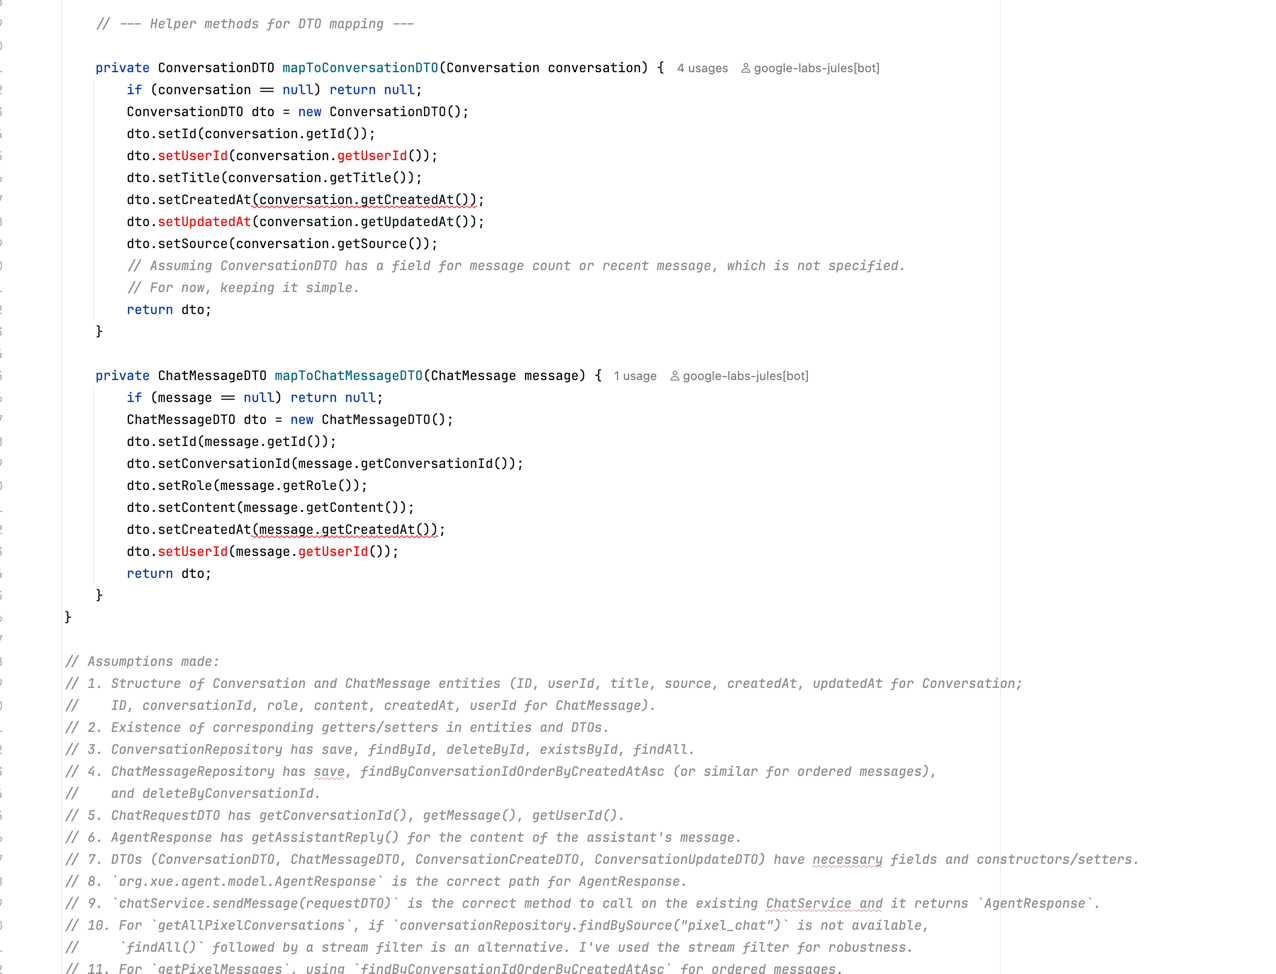 // --- Helper methods for DTO mapping ---
private ConversationDTO mapToConversationDTO(Conversation conversation) { 4 usages google-labs-jules[bot]
if (conversation == null) return null;
ConversationDTO dto = new ConversationDTO();
dto.setId(conversation.getId());
dto.setUserId(conversation.getUserId());
dto.setTitle(conversation.getTitle());
dto.setCreatedAt(conversation.getCreatedAt());
dto.setUpdatedAt(conversation.getUpdatedAt());
dto.setSource(conversation.getSource());
// Assuming ConversationDTO has a field for message count or recent message, which is not specified.
// For now, keeping it simple.
return dto;
}
private ChatMessageDTO mapToChatMessageDTO(ChatMessage message) { 1 usage google-labs-jules[bot]
if (message == null) return null;
ChatMessageDTO dto = new ChatMessageDTO();
dto.setId(message.getId());
dto.setConversationId(message.getConversationId());
dto.setRole(message.getRole());
dto.setContent(message.getContent());
dto.setCreatedAt(message.getCreatedAt());
dto.setUserId(message.getUserId());
return dto;
}
}
// Assumptions made:
// 1. Structure of Conversation and ChatMessage entities (ID, userId, title, source, createdAt, updatedAt for Conversation;
// ID, conversationId, role, content, createdAt, userId for ChatMessage).
// 2. Existence of corresponding getters/setters in entities and DTOs.
// 3. ConversationRepository has save, findById, deleteById, existsById, findAll.
// 4. ChatMessageRepository has save, findByConversationIdOrderByCreatedAtAsc (or similar for ordered messages),
// and deleteByConversationId.
// 5. ChatRequestDTO has getConversationId(), getMessage(), getUserId().
// 6. AgentResponse has getAssistantReply() for the content of the assistant's message.
// 7. DTOs (ConversationDTO, ChatMessageDTO, ConversationCreateDTO, ConversationUpdateDTO) have necessary fields and constructors/setters.
// 8. `org.xue.agent.model.AgentResponse` is the correct path for AgentResponse.
// 9. `chatService.sendMessage(requestDTO)` is the correct method to call on the existing ChatService and it returns `AgentResponse`.
// 10. For `getAllPixelConversations`, if `conversationRepository.findBySource("pixel_chat")` is not available,
// `findAll()` followed by a stream filter is an alternative. I've used the stream filter for robustness.
// 11. For `getPixelMessages`, using `findByConversationIdOrderByCreatedAtAsc` for ordered messages.